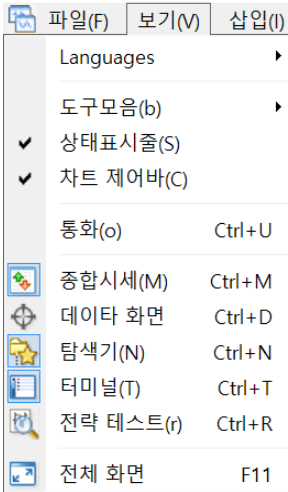 파일(F) 보기(V) 삽입(I)
Languages
도구모음(b)
상태표시줄(S)
차트 제어바(C)
통화(o) Ctrl+U
종합시세(M) Ctrl+M
데이타 화면 Ctrl+D
탐색기(N) Ctrl+N
터미널(T) Ctrl+T
전략 테스트(r) Ctrl+R
전체 화면 F11